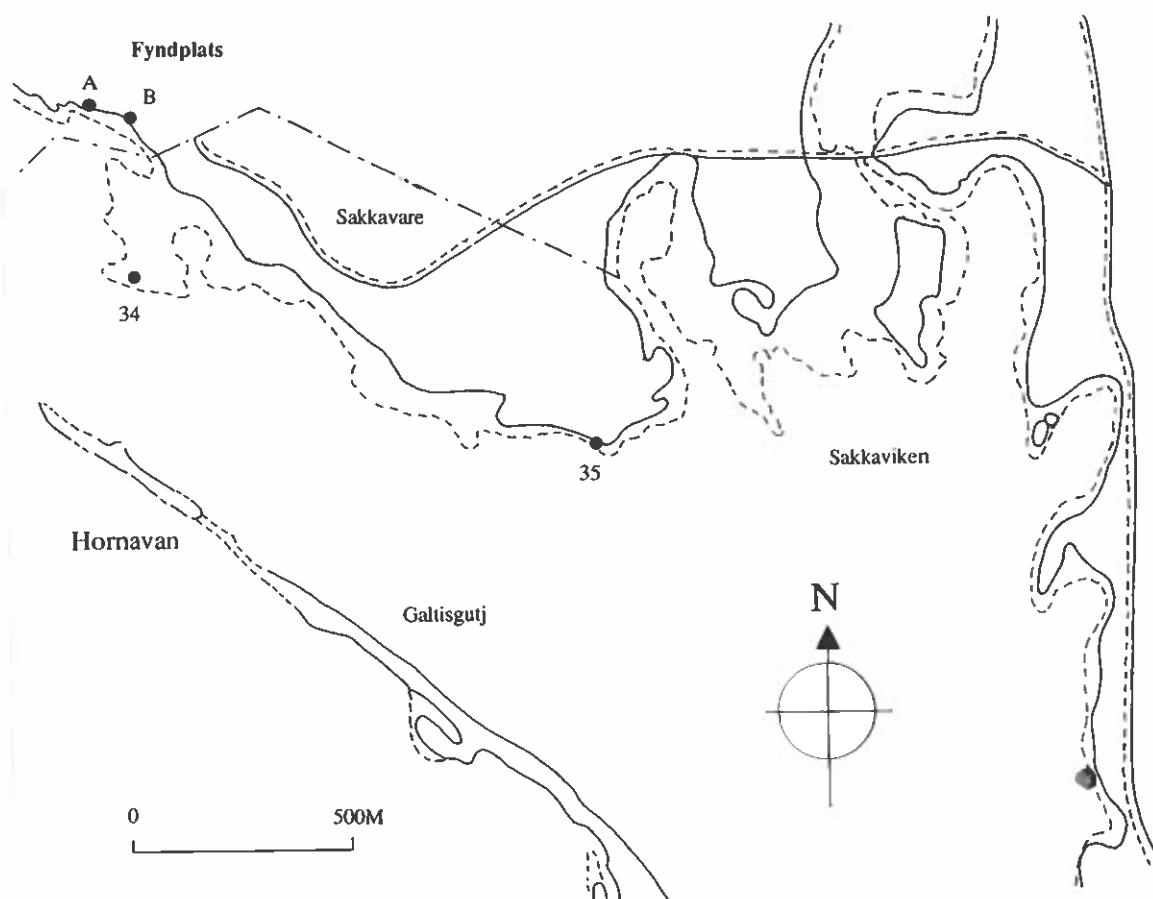 Fyndplats
A
B
Sakkavare
34
35
Sakkaviken
Hornavan
Galtisgutj
N
0 500M